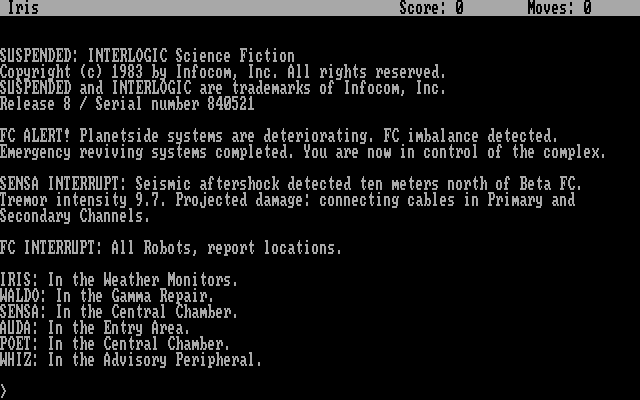 Iris Score: 0 Moves: 0
SUSPENDED: INTERLOGIC Science Fiction
Copyright (c) 1983 by Infocom, Inc. All rights reserved.
SUSPENDED and INTERLOGIC are trademarks of Infocom, Inc.
Release 8 / Serial number 840521
FC ALERT! Planetside systems are deteriorating. FC imbalance detected.
Emergency reviving systems completed. You are now in control of the complex.
SENSA INTERRUPT: Seismic aftershock detected ten meters north of Beta FC.
Tremor intensity 9.7. Projected damage: connecting cables in Primary and
Secondary Channels.
FC INTERRUPT: All Robots, report locations.
IRIS: In the Weather Monitors.
WALDO: In the Gamma Repair.
SENSA: In the Central Chamber.
AUDA: In the Entry Area.
POET: In the Central Chamber.
WHIZ: In the Advisory Peripheral.
>